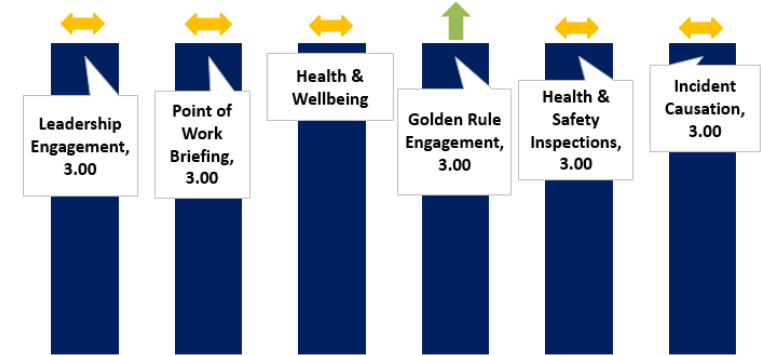 Leadership
Engagement,
3.00
Point of
Work
Briefing,
3.00
Health &
Wellbeing
Golden Rule
Engagement,
3.00
Health &
Safety
Inspections,
3.00
Incident
Causation,
3.00